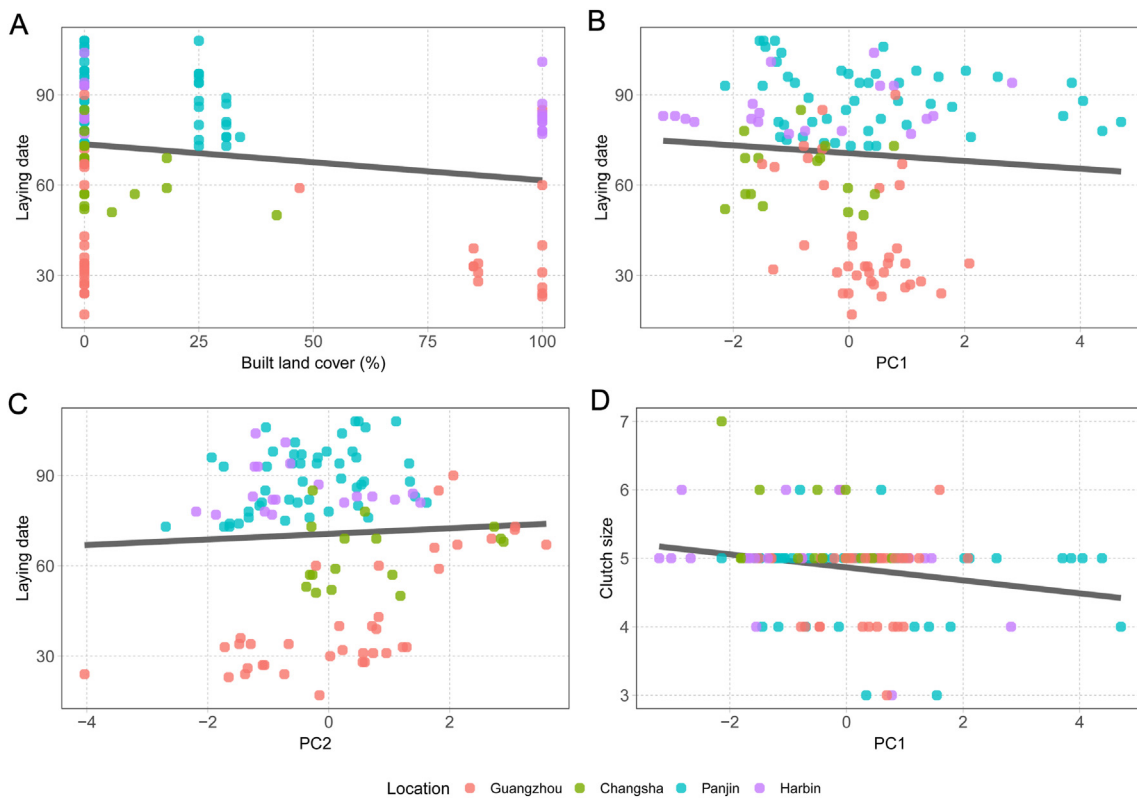 A
Laying date
90
60
30
0
25
50
75
100
Built land cover (%)
B
Laying date
90
60
30
−2
0
2
4
PC1
C
Laying date
90
60
30
−4
−2
0
2
PC2
D
Clutch size
7
6
5
4
3
−2
0
2
4
PC1
Location Guangzhou Changsha Panjin Harbin